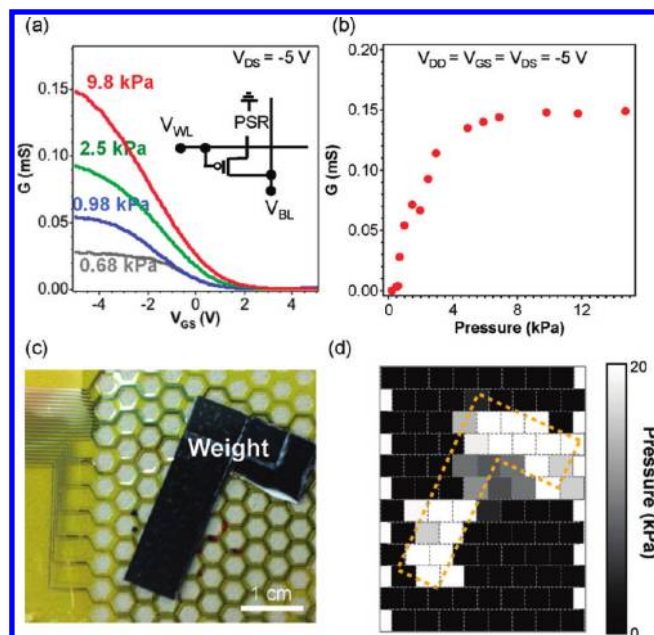 (a)
V_DS = -5 V
9.8 kPa
2.5 kPa
0.98 kPa
0.68 kPa
V_WL
PSR
V_BL
G (mS)
0.15
0.10
0.05
0.00
-4
-2
0
2
4
V_GS (V)
(b)
V_DD = V_GS = V_DS = -5 V
G (mS)
0.20
0.15
0.10
0.05
0.00
0
4
8
12
Pressure (kPa)
(c)
Weight
1 cm
(d)
20
Pressure (kPa)
0